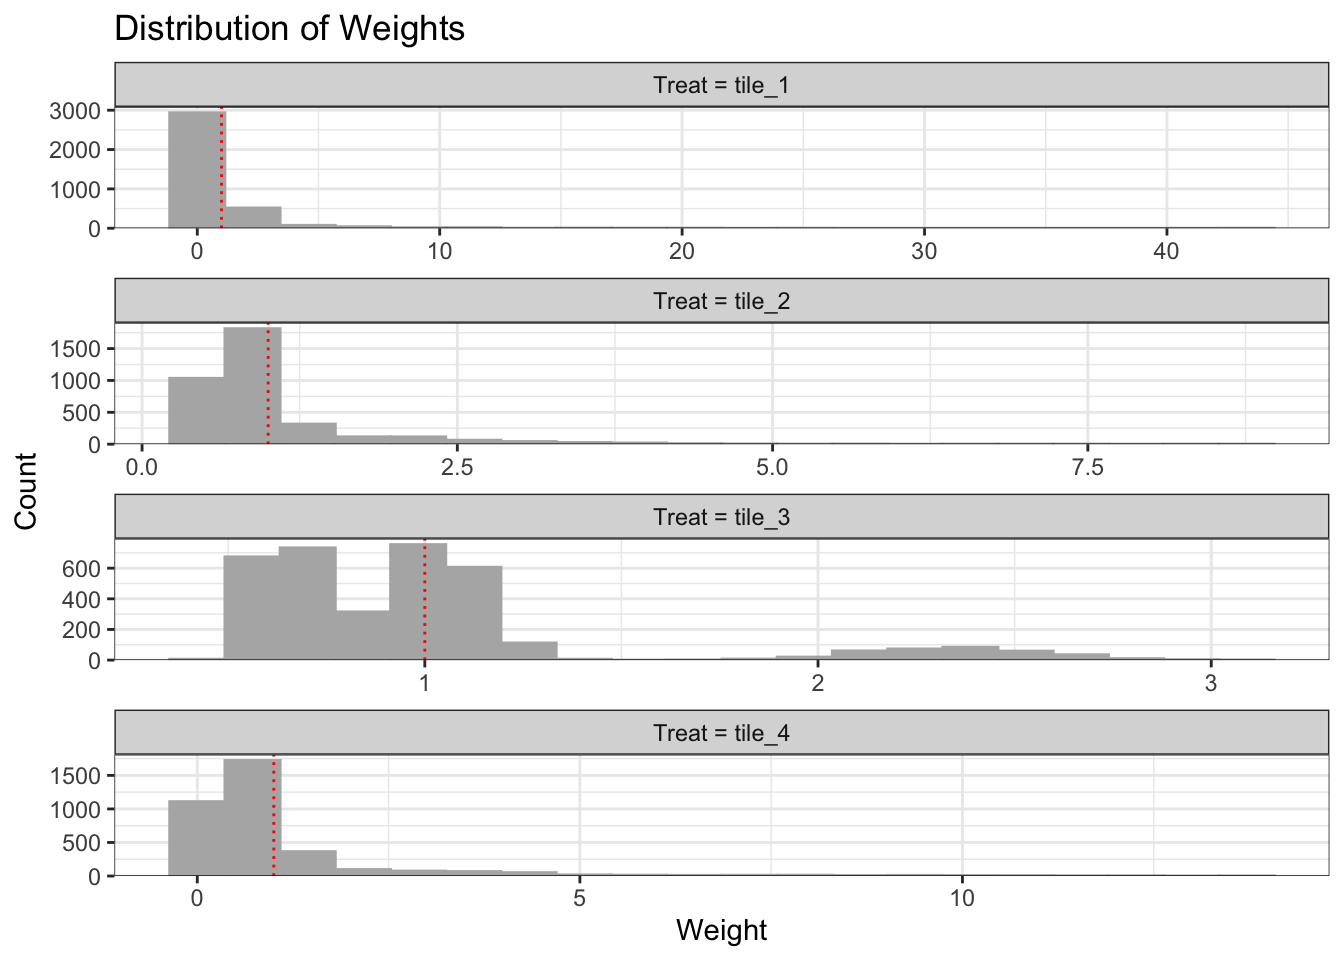 Distribution of Weights
Treat = tile_1
3000
2000
1000
0
0 10 20 30 40
Treat = tile_2
1500
1000
500
0
0.0 2.5 5.0 7.5
Treat = tile_3
600
400
200
0
1 2 3
Treat = tile_4
1500
1000
500
0
0 5 10
Count
Weight